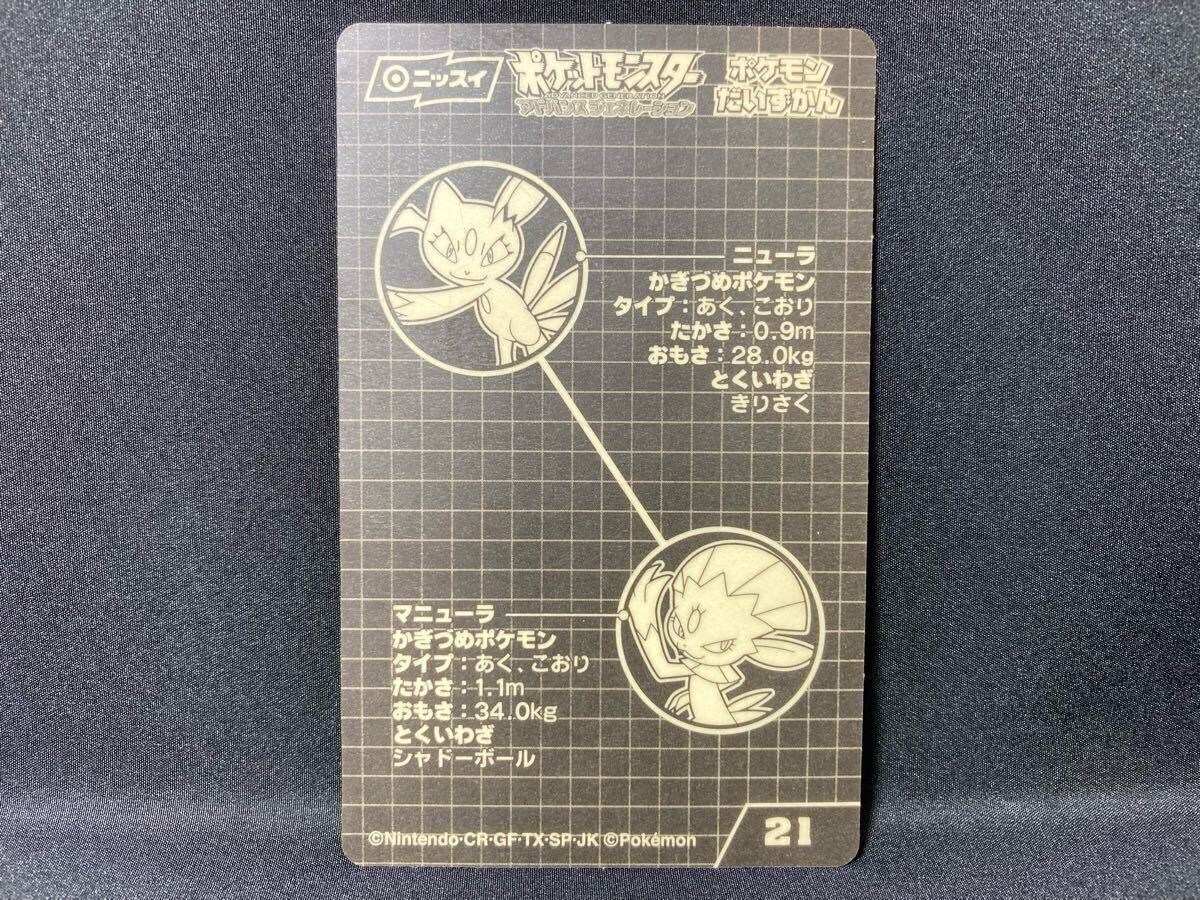 ニッスイ
ポケットモンスター
ADVANCED GENERATION
アドバンスジェネレーション
ポケモン
だいずかん
ニューラ
かぎづめポケモン
タイプ：あく、こおり
たかさ：0.9m
おもさ：28.0kg
とくいわざ
きりさく
マニューラ
かぎづめポケモン
タイプ：あく、こおり
たかさ：1.1m
おもさ：34.0kg
とくいわざ
シャドーボール
©Nintendo・CR・GF・TX・SP・JK ©Pokémon
21